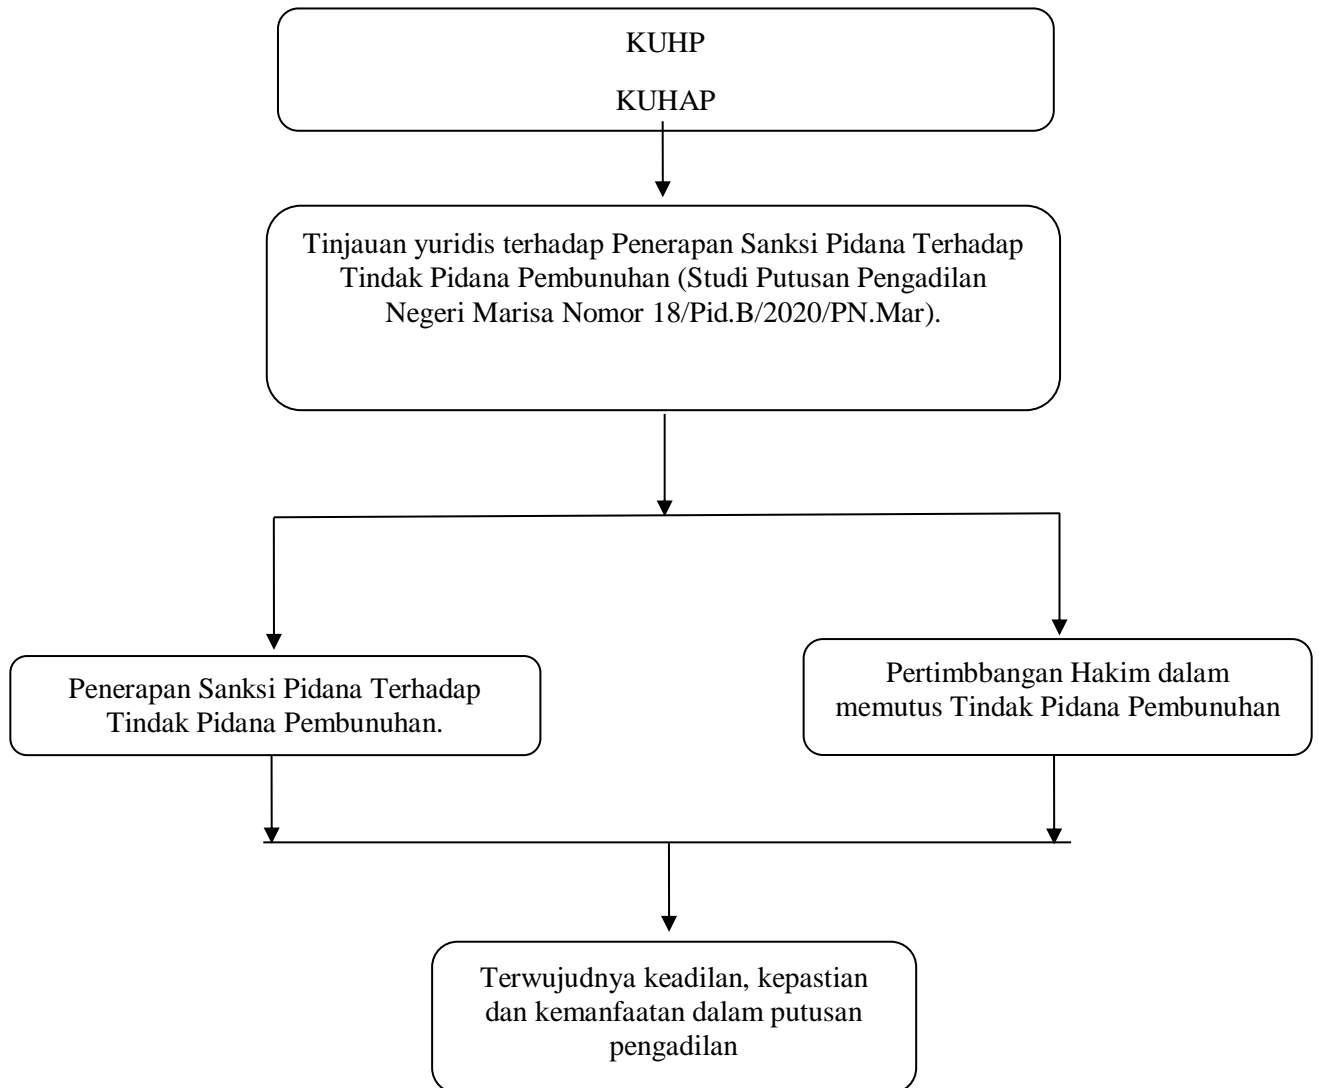 KUHP
KUHAP
Tinjauan yuridis terhadap Penerapan Sanksi Pidana Terhadap
Tindak Pidana Pembunuhan (Studi Putusan Pengadilan
Negeri Marisa Nomor 18/Pid.B/2020/PN.Mar).
Penerapan Sanksi Pidana Terhadap
Tindak Pidana Pembunuhan.
Pertimbbangan Hakim dalam
memutus Tindak Pidana Pembunuhan
Terwujudnya keadilan, kepastian
dan kemanfaatan dalam putusan
pengadilan